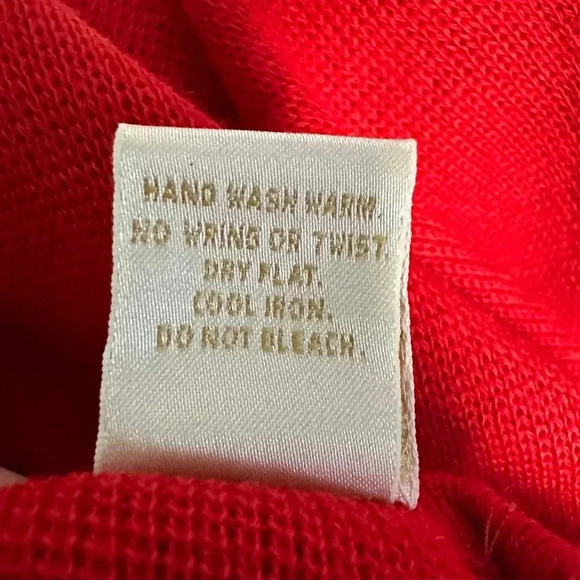 HAND WASH WARM.
NO WRING OR TWIST.
DRY FLAT.
COOL IRON.
DO NOT BLEACH.